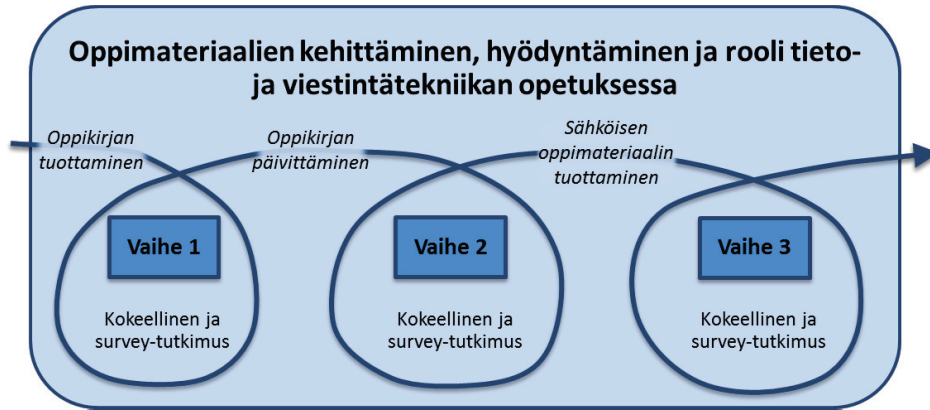 Oppimateriaalien kehittäminen, hyödyntäminen ja rooli tieto-
ja viestintätekniikan opetuksessa
Oppikirjan
tuottaminen
Oppikirjan
päivittäminen
Sähköisen
oppimateriaalin
tuottaminen
Vaihe 1
Vaihe 2
Vaihe 3
Kokeellinen ja
survey-tutkimus
Kokeellinen ja
survey-tutkimus
Kokeellinen ja
survey-tutkimus